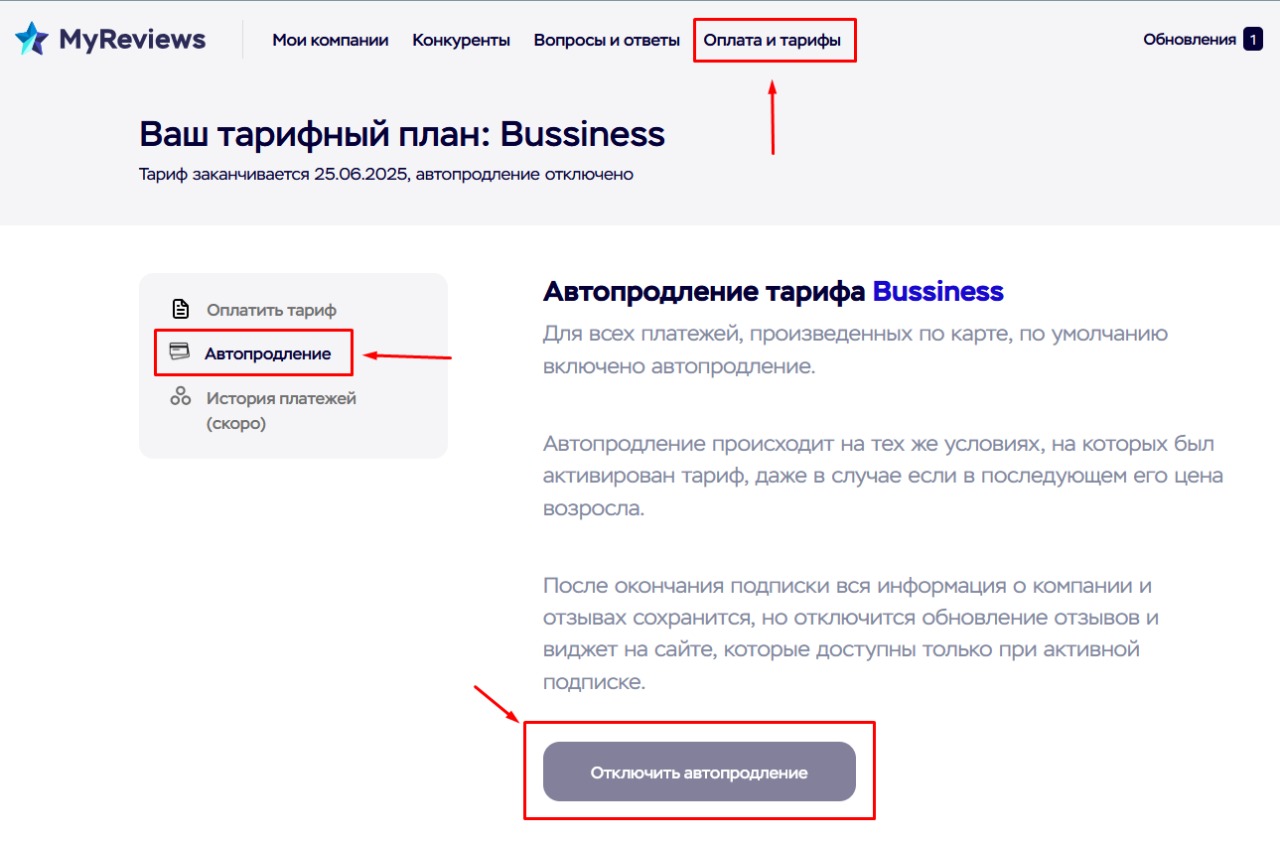 MyReviews
Мои компании
Конкуренты
Вопросы и ответы
Оплата и тарифы
Обновления 1
Ваш тарифный план: Bussiness
Тариф заканчивается 25.06.2025, автопродление отключено
Оплатить тариф
Автопродление
История платежей
(скоро)
Автопродление тарифа Bussiness
Для всех платежей, произведенных по карте, по умолчанию
включено автопродление.
Автопродление происходит на тех же условиях, на которых был
активирован тариф, даже в случае если в последующем его цена
возросла.
После окончания подписки вся информация о компании и
отзывах сохранится, но отключится обновление отзывов и
виджет на сайте, которые доступны только при активной
подписке.
Отключить автопродление